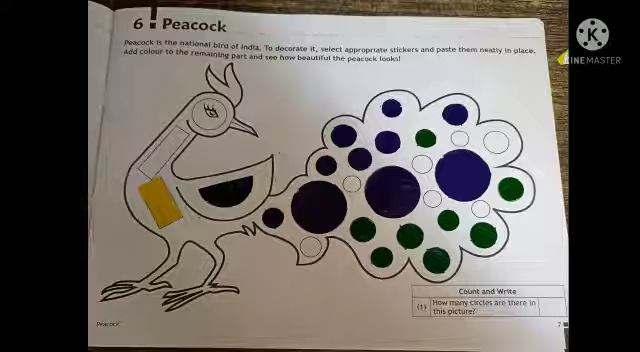 6 Peacock
Peacock is the national bird of India. To decorate it, select appropriate stickers and paste them neatly in place.
Add colour to the remaining part and see how beautiful the peacock looks!
K
KINEMASTER
Count and Write
(1) How many circles are there in
this picture?
Peacock
7